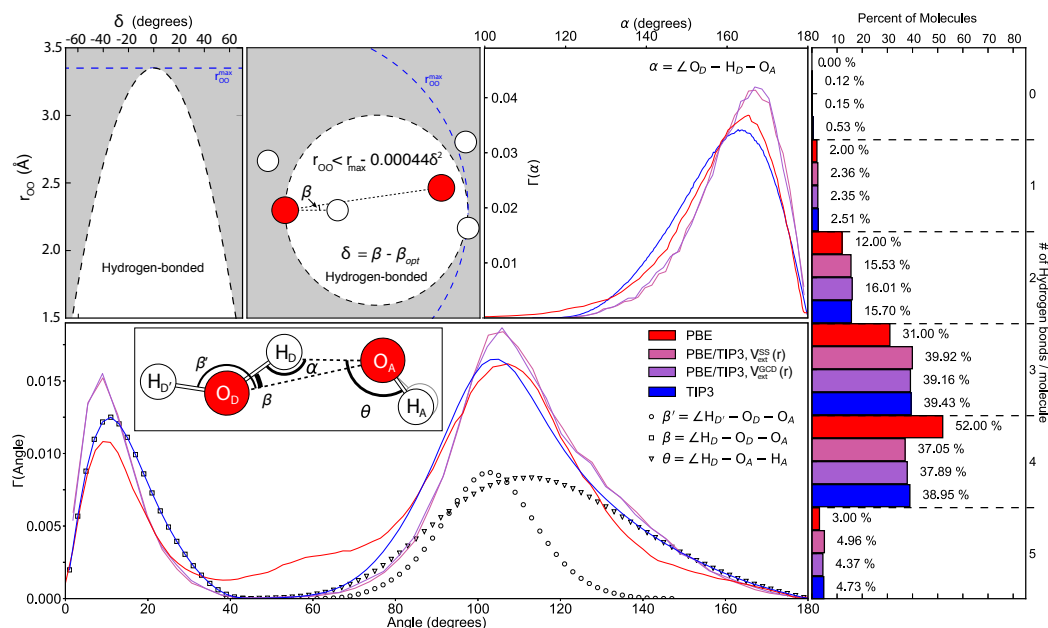 δ (degrees)
-60 -40 -20 0 20 40 60
3.5
3.0
2.5
2.0
1.5
r_OO (Å)
r_OO^max
Hydrogen-bonded
r_OO^max
r_OO < r_max - 0.00044δ²
β
δ = β - β_opt
Hydrogen-bonded
α (degrees)
100 120 140 160 180
α = ∠O_D − H_D − O_A
0.04
0.03
0.02
0.01
Γ(α)
Percent of Molecules
0 10 20 30 40 50 60 70 80
0.00 %
0.12 %
0.15 %
0.53 %
0
2.00 %
2.36 %
2.35 %
2.51 %
1
12.00 %
15.53 %
16.01 %
15.70 %
2
31.00 %
39.92 %
39.16 %
39.43 %
3
52.00 %
37.05 %
37.89 %
38.95 %
4
3.00 %
4.96 %
4.37 %
4.73 %
5
# of Hydrogen bonds / molecule
H_D'
β'
O_D
H_D
β
α
O_A
θ
H_A
PBE
PBE/TIP3, V_ext^SS (r)
PBE/TIP3, V_ext^GCD (r)
TIP3
β' = ∠H_D' − O_D − O_A
β = ∠H_D − O_D − O_A
θ = ∠H_D − O_A − H_A
0.015
0.010
0.005
0.000
Γ(Angle)
0 20 40 60 80 100 120 140 160 180
Angle (degrees)